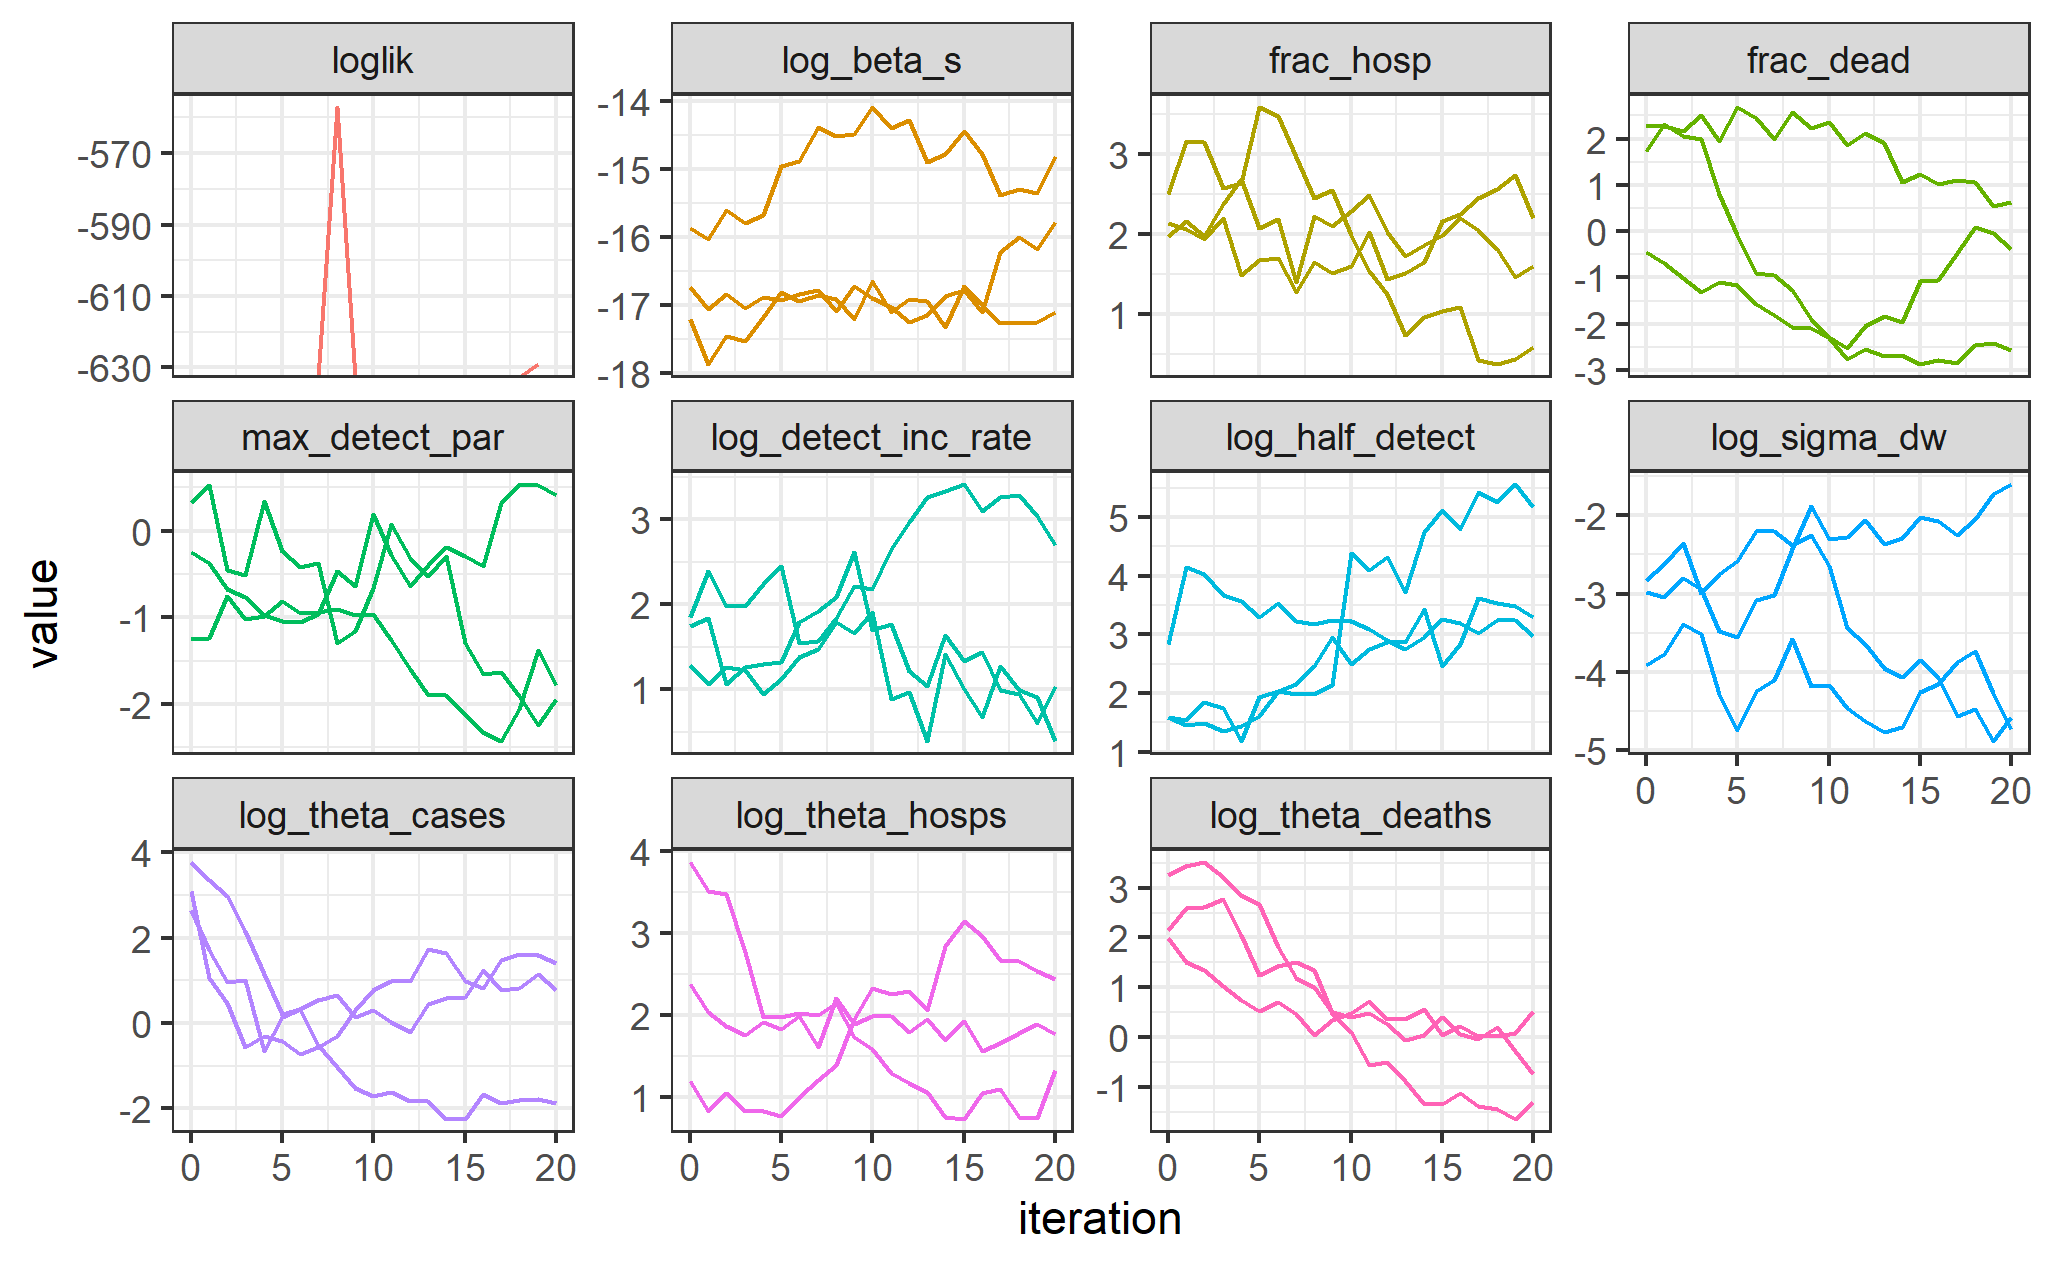 loglik
log_beta_s
frac_hosp
frac_dead
-570
-590
-610
-630
-14
-15
-16
-17
-18
3
2
1
2
1
0
-1
-2
-3
max_detect_par
log_detect_inc_rate
log_half_detect
log_sigma_dw
0
-1
-2
3
2
1
5
4
3
2
1
-2
-3
-4
-5
0 5 10 15 20
log_theta_cases
log_theta_hosps
log_theta_deaths
4
2
0
-2
4
3
2
1
3
2
1
0
-1
0 5 10 15 20
0 5 10 15 20
0 5 10 15 20
iteration
value